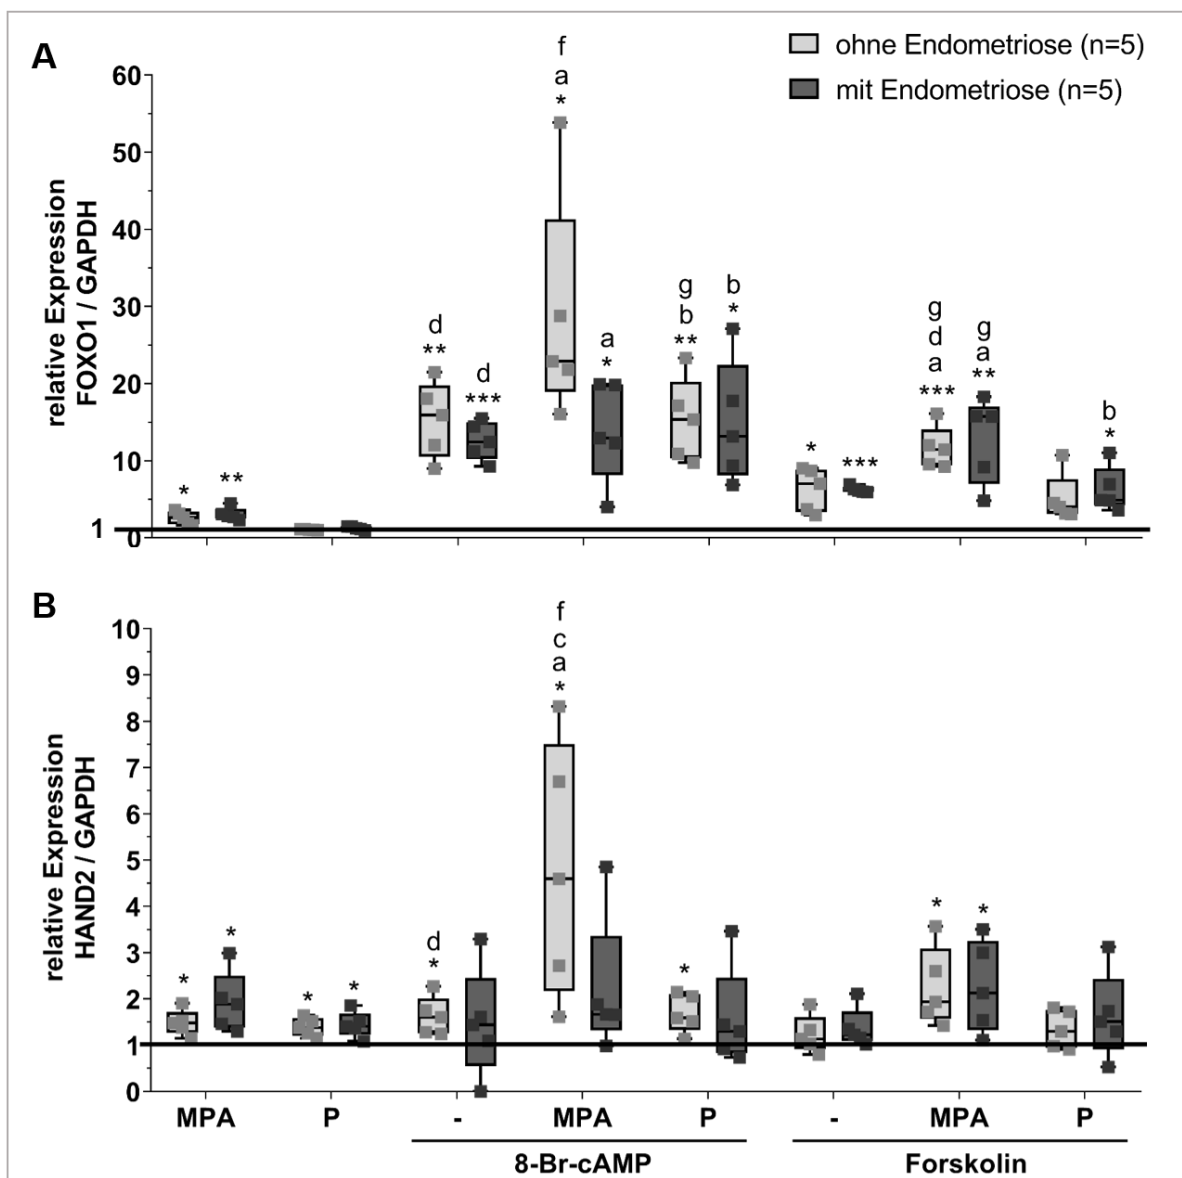 A
ohne Endometriose (n=5)
mit Endometriose (n=5)
relative Expression
FOXO1 / GAPDH
60
50
40
30
20
10
1
0
* ** d ** d *** f a * a * g b ** b * * *** g d a *** g a ** b *
B
relative Expression
HAND2 / GAPDH
10
9
8
7
6
5
4
3
2
1
0
* * * * d * f c a * * * *
MPA P - MPA P - MPA P
8-Br-cAMP Forskolin